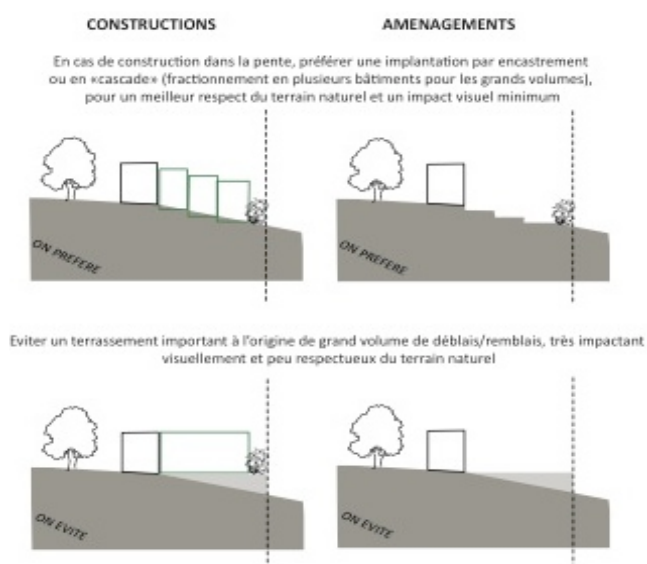 CONSTRUCTIONS
AMENAGEMENTS
En cas de construction dans la pente, préférer une implantation par encastrement
ou en «cascade» (fractionnement en plusieurs bâtiments pour les grands volumes),
pour un meilleur respect du terrain naturel et un impact visuel minimum
ON PREFERE
ON PREFERE
Eviter un terrassement important à l'origine de grand volume de déblais/remblais, très impactant
visuellement et peu respectueux du terrain naturel
ON EVITE
ON EVITE